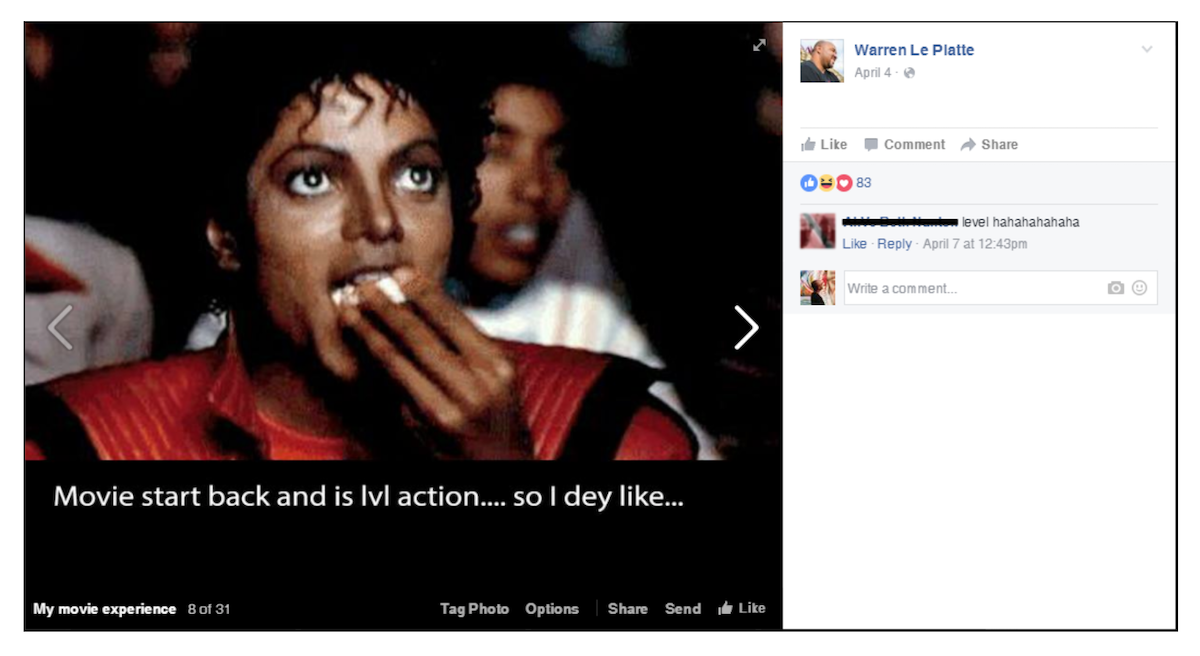 Warren Le Platte
April 4
Like Comment Share
83
level hahahahahaha
Like · Reply · April 7 at 12:43pm
Write a comment...
Movie start back and is lvl action.... so I dey like...
My movie experience 8 of 31 Tag Photo Options Share Send Like